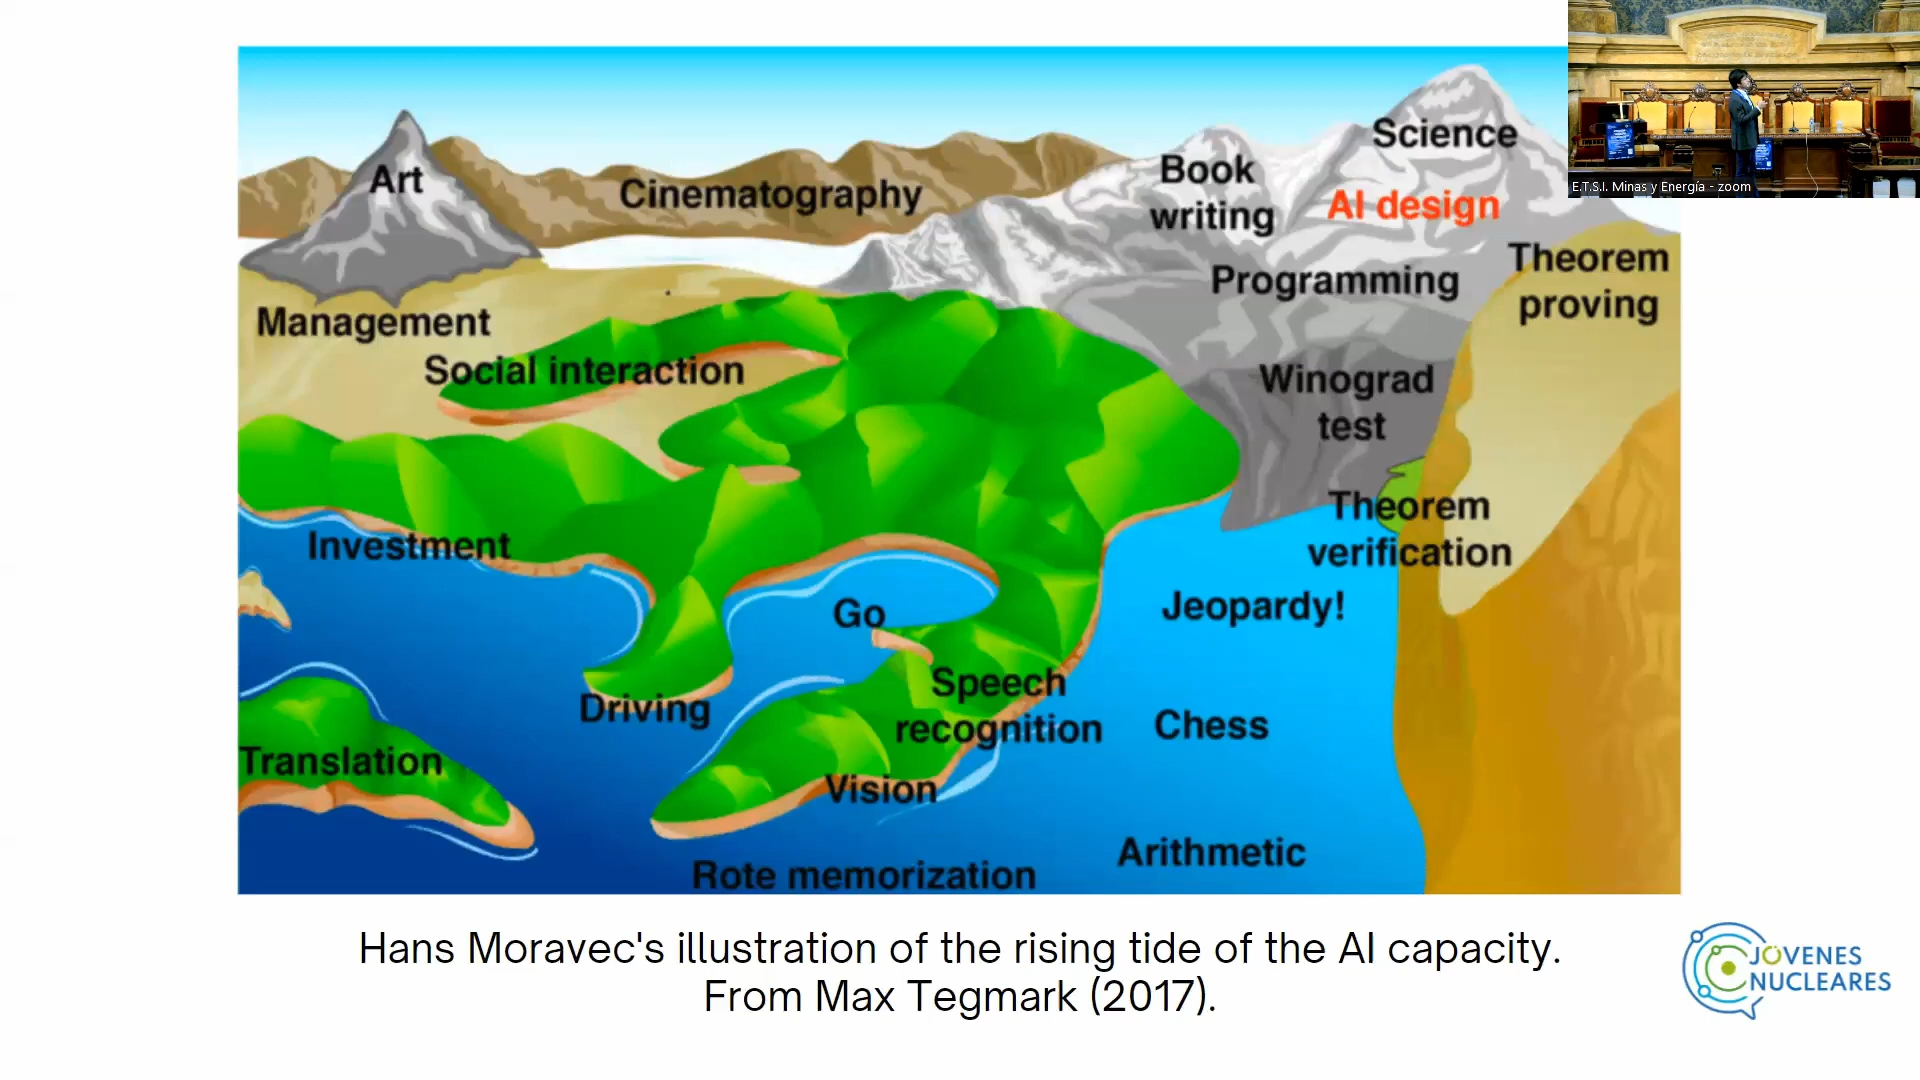 Art
Cinematography
Book
writing
Science
AI design
Programming
Theorem
proving
Management
Social interaction
Winograd
test
Investment
Theorem
verification
Go
Jeopardy!
Driving
Speech
recognition
Chess
Translation
Vision
Arithmetic
Rote memorization
E.T.S.I. Minas y Energía - zoom
Hans Moravec's illustration of the rising tide of the AI capacity.
From Max Tegmark (2017).
JÓVENES
NUCLEARES